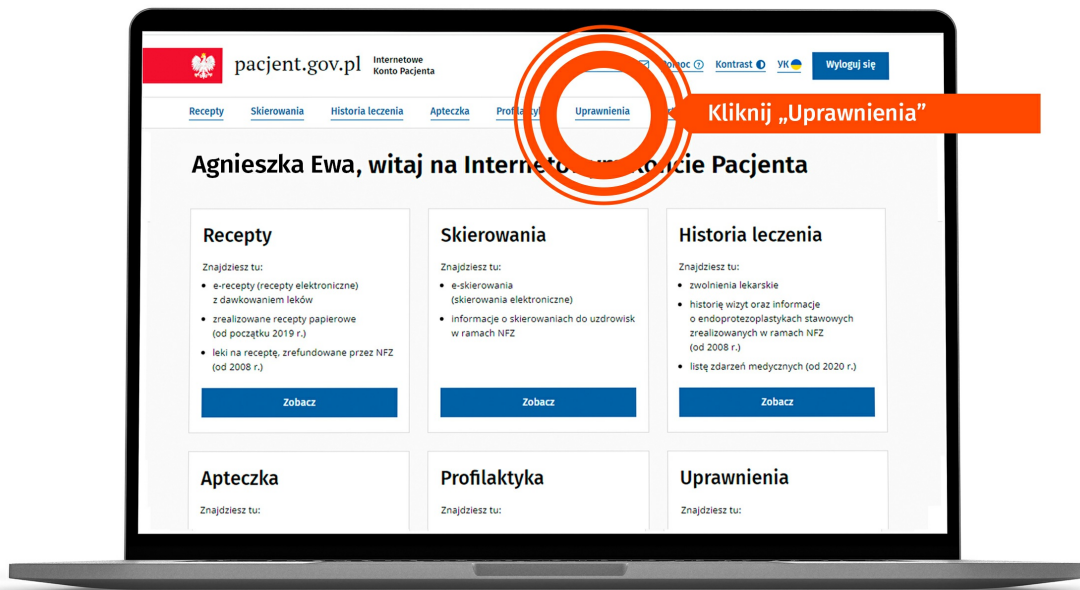 pacjent.gov.pl
Internetowe
Konto Pacjenta
Kontrast
УК
Wyloguj się
Recepty Skierowania Historia leczenia Apteczka Uprawnienia
Kliknij „Uprawnienia”
Agnieszka Ewa, witaj na Pacjenta
Recepty
Znajdziesz tu:
• e-recepty (recepty elektroniczne)
z dawkowaniem leków
• zrealizowane recepty papierowe
(od początku 2019 r.)
• leki na receptę, zrefundowane przez NFZ
(od 2008 r.)
Zobacz
Skierowania
Znajdziesz tu:
• e-skierowania
(skierowania elektroniczne)
• informacje o skierowaniach do uzdrowisk
w ramach NFZ
Zobacz
Historia leczenia
Znajdziesz tu:
• zwolnienia lekarskie
• historię wizyt oraz informacje
o endoprotezoplastykach stawowych
zrealizowanych w ramach NFZ
(od 2008 r.)
• listę zdarzeń medycznych (od 2020 r.)
Zobacz
Apteczka
Znajdziesz tu:
Profilaktyka
Znajdziesz tu:
Uprawnienia
Znajdziesz tu: